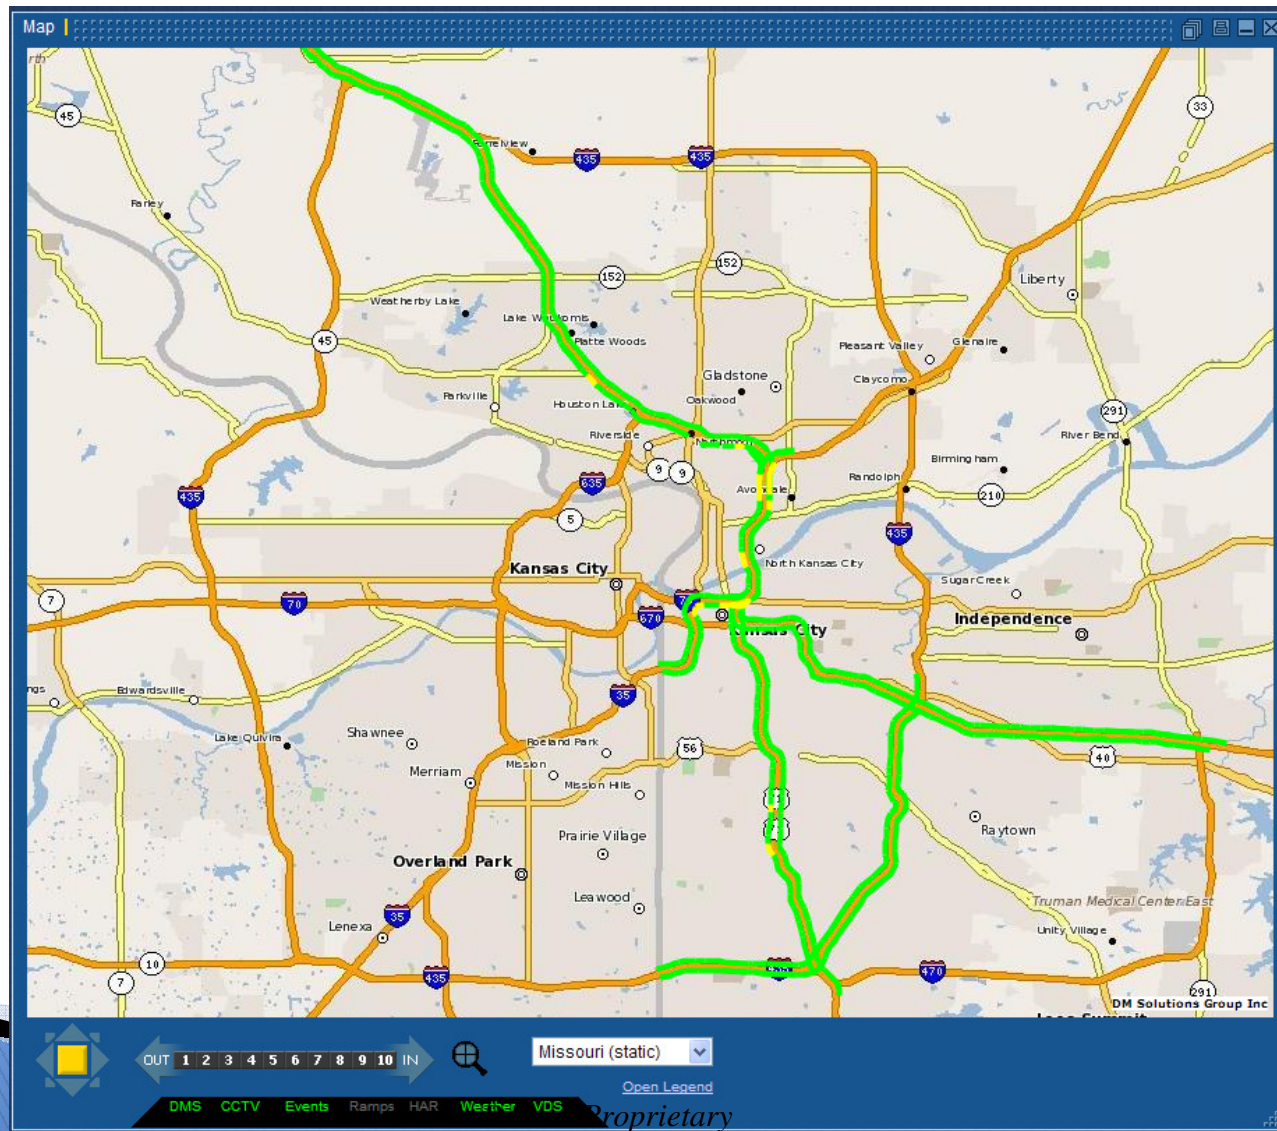 Map
45
33
435
435
Farley
152
152
Liberty
Weatherby Lake
Platte Woods
45
Pleasant Valley
Glenaire
Gladstone
Claycomo
Parkville
Oakwood
291
Riverside
River Bend
9
9
Birmingham
635
Randolph
435
210
5
435
North Kansas City
Kansas City
Sugar Creek
7
70
670
Independence
Kansas City
Edwardsville
35
Lake Quivira
Shawnee
Roeland Park
56
40
Merriam
Mission
Mission Hills
Raytown
Prairie Village
Overland Park
Leawood
Truman Medical Center East
35
Lenexa
Unity Village
10
435
470
7
291
DM Solutions Group Inc
OUT 1 2 3 4 5 6 7 8 9 10 IN
Missouri (static)
Open Legend
DMS CCTV Events Ramps HAR Weather VDS
Proprietary